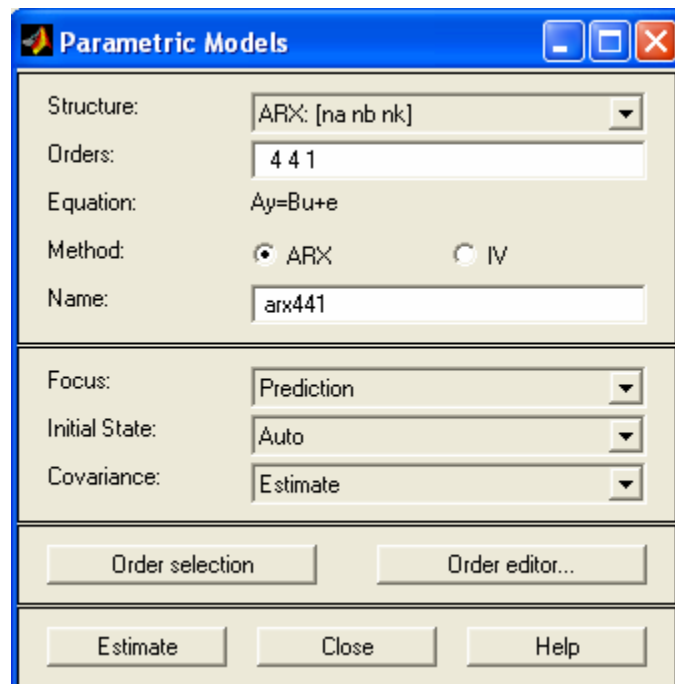 Parametric Models
Structure: ARX: [na nb nk]
Orders: 4 4 1
Equation: Ay=Bu+e
Method: ARX IV
Name: arx441
Focus: Prediction
Initial State: Auto
Covariance: Estimate
Order selection Order editor...
Estimate Close Help